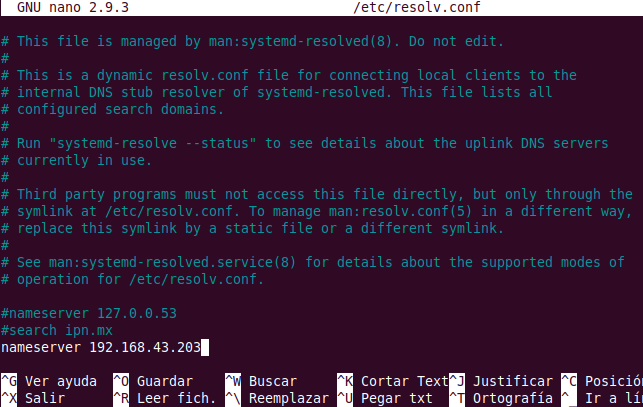 GNU nano 2.9.3 /etc/resolv.conf
# This file is managed by man:systemd-resolved(8). Do not edit.
#
# This is a dynamic resolv.conf file for connecting local clients to the
# internal DNS stub resolver of systemd-resolved. This file lists all
# configured search domains.
#
# Run "systemd-resolve --status" to see details about the uplink DNS servers
# currently in use.
#
# Third party programs must not access this file directly, but only through the
# symlink at /etc/resolv.conf. To manage man:resolv.conf(5) in a different way,
# replace this symlink by a static file or a different symlink.
#
# See man:systemd-resolved.service(8) for details about the supported modes of
# operation for /etc/resolv.conf.
#nameserver 127.0.0.53
#search ipn.mx
nameserver 192.168.43.203
^G Ver ayuda ^O Guardar ^W Buscar ^K Cortar Text ^J Justificar ^C Posición
^X Salir ^R Leer fich. ^\ Reemplazar ^U Pegar txt ^T Ortografía ^_ Ir a lí